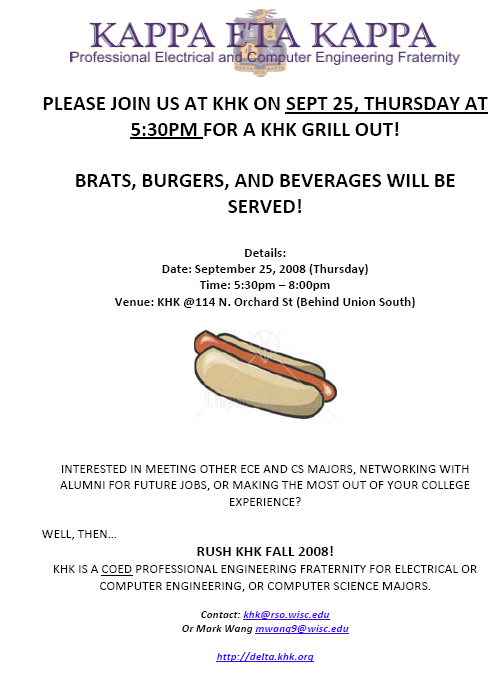 KAPPA ETA KAPPA
Professional Electrical and Computer Engineering Fraternity
PLEASE JOIN US AT KHK ON SEPT 25, THURSDAY AT
5:30PM FOR A KHK GRILL OUT!
BRATS, BURGERS, AND BEVERAGES WILL BE
SERVED!
Details:
Date: September 25, 2008 (Thursday)
Time: 5:30pm – 8:00pm
Venue: KHK @114 N. Orchard St (Behind Union South)
INTERESTED IN MEETING OTHER ECE AND CS MAJORS, NETWORKING WITH
ALUMNI FOR FUTURE JOBS, OR MAKING THE MOST OUT OF YOUR COLLEGE
EXPERIENCE?
WELL, THEN...
RUSH KHK FALL 2008!
KHK IS A COED PROFESSIONAL ENGINEERING FRATERNITY FOR ELECTRICAL OR
COMPUTER ENGINEERING, OR COMPUTER SCIENCE MAJORS.
Contact: khk@rso.wisc.edu
Or Mark Wang mwang9@wisc.edu
http://delta.khk.org